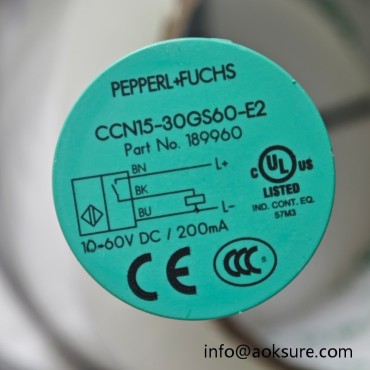 PEPPERL+FUCHS
CCN15-30GS60-E2
Part No. 189960
BN L+
BK
BU L-
10-60V DC / 200mA
C UL US
LISTED
IND. CONT. EQ.
57M3
CE CCC
info@aoksure.com